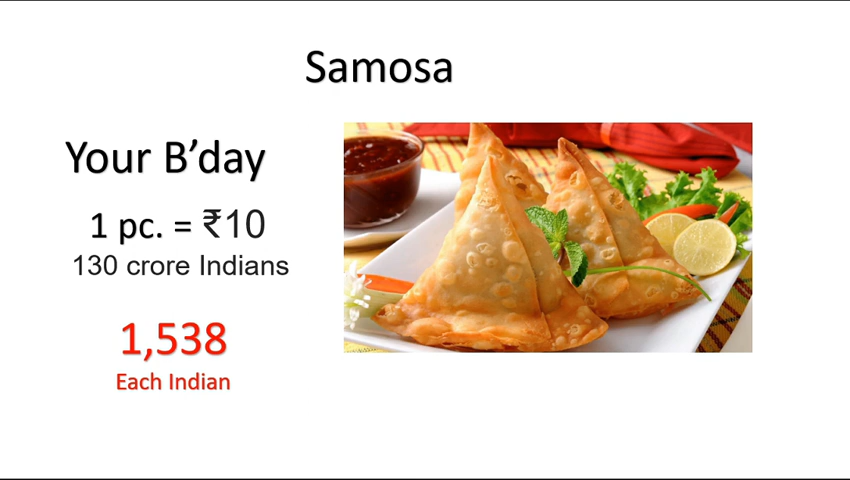 Samosa
Your B’day
1 pc. = ₹10
130 crore Indians
1,538
Each Indian